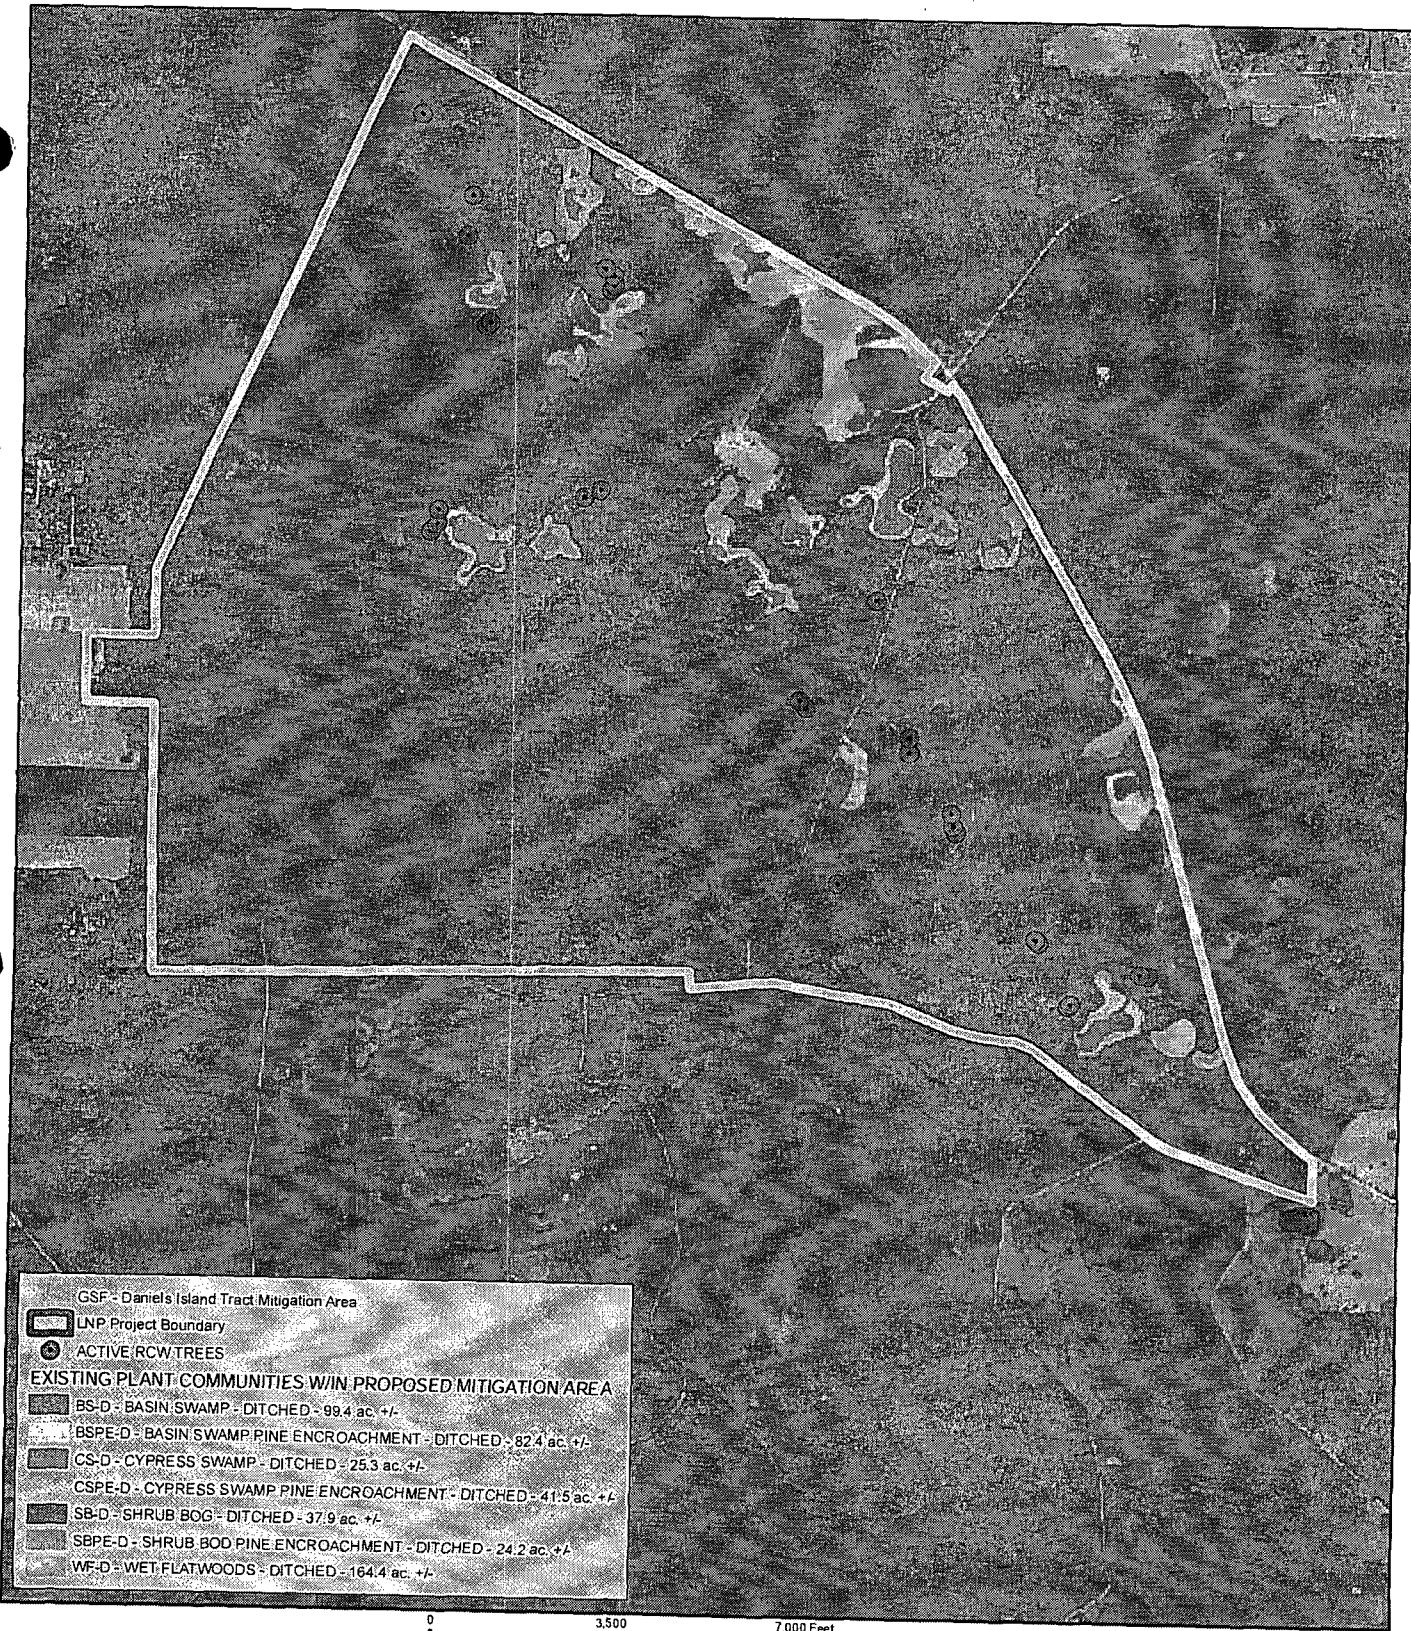 GSF - Daniels Island Tract Mitigation Area
LNP Project Boundary
ACTIVE RCW TREES
EXISTING PLANT COMMUNITIES W/IN PROPOSED MITIGATION AREA
BS-D - BASIN SWAMP - DITCHED - 99.4 ac. +/-
BSPE-D - BASIN SWAMP PINE ENCROACHMENT - DITCHED - 82.4 ac. +/-
CS-D - CYPRESS SWAMP - DITCHED - 25.3 ac. +/-
CSPE-D - CYPRESS SWAMP PINE ENCROACHMENT - DITCHED - 41.5 ac. +/-
SB-D - SHRUB BOG - DITCHED - 37.9 ac. +/-
SBPE-D - SHRUB BOD PINE ENCROACHMENT - DITCHED - 24.2 ac. +/-
WF-D - WET FLATWOODS - DITCHED - 164.4 ac. +/-
0 3,500 7,000 Feet